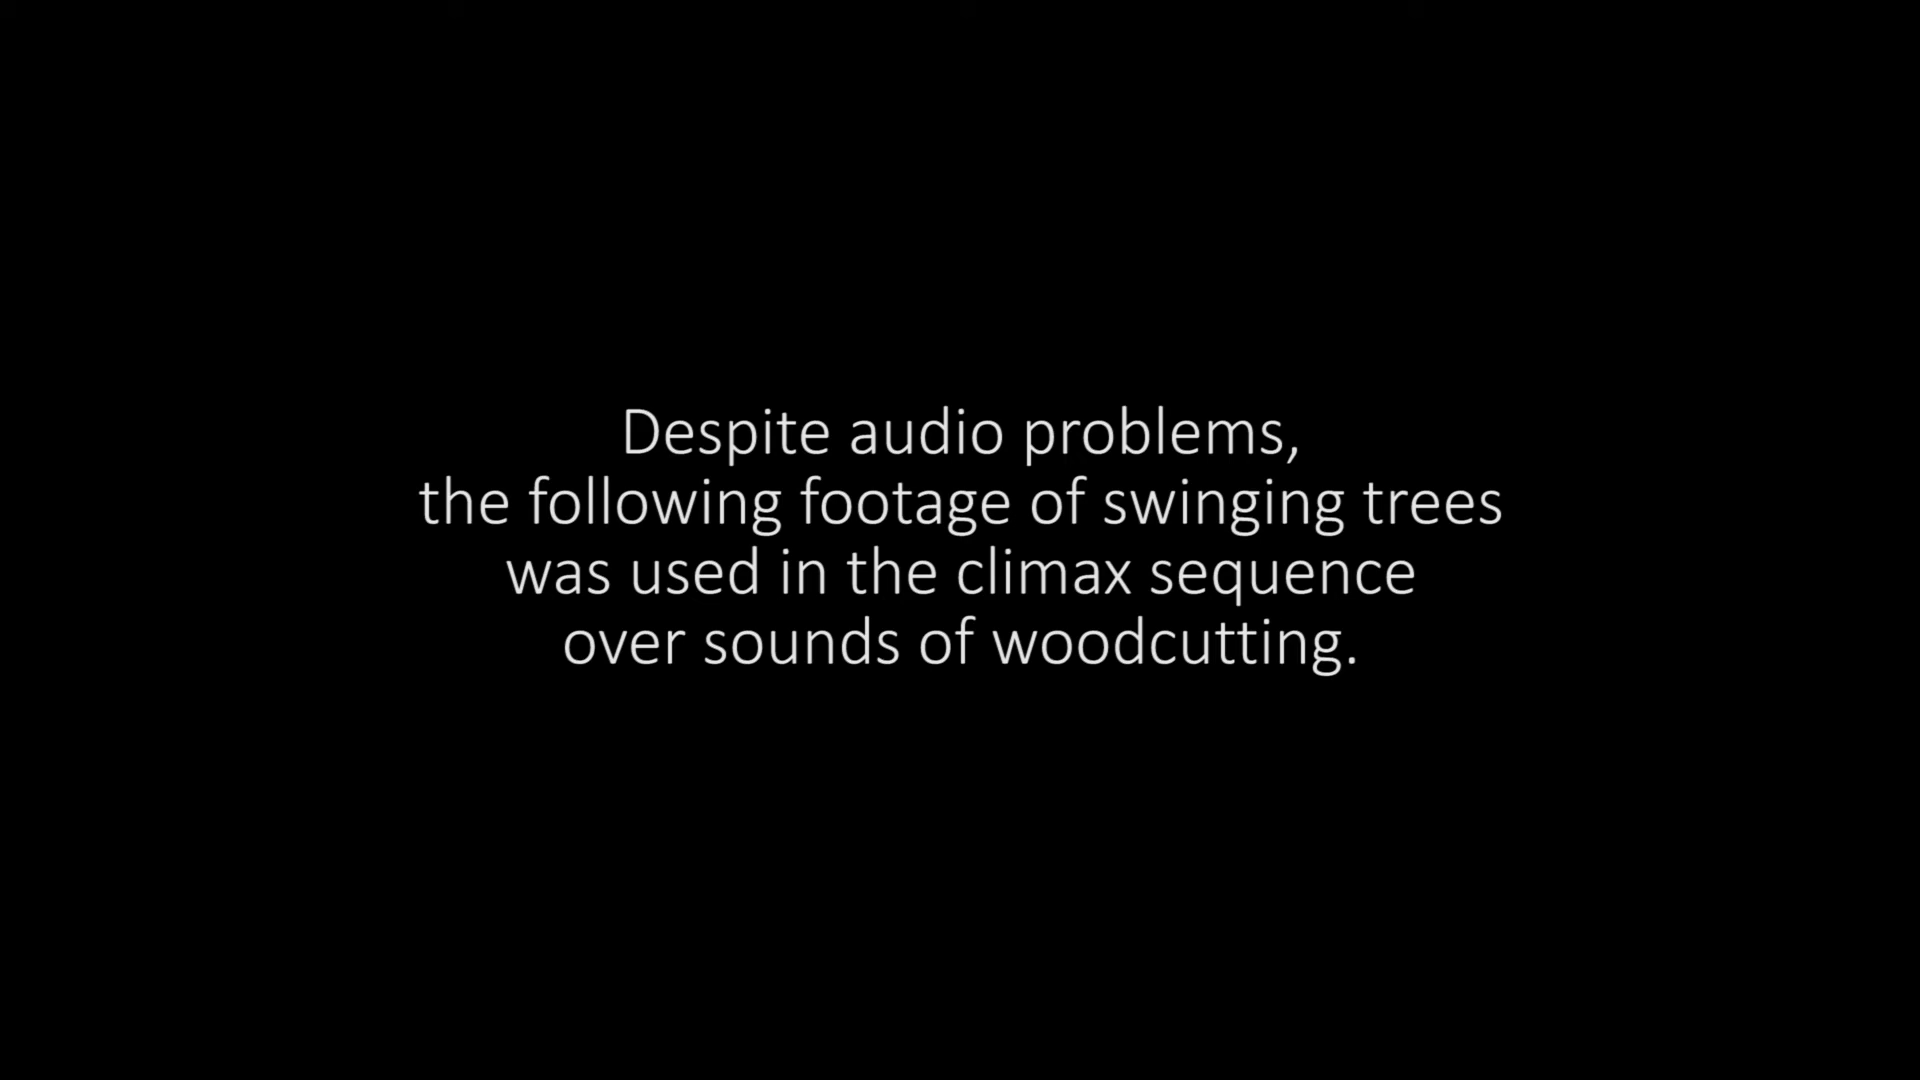 Despite audio problems,
the following footage of swinging trees
was used in the climax sequence
over sounds of woodcutting.